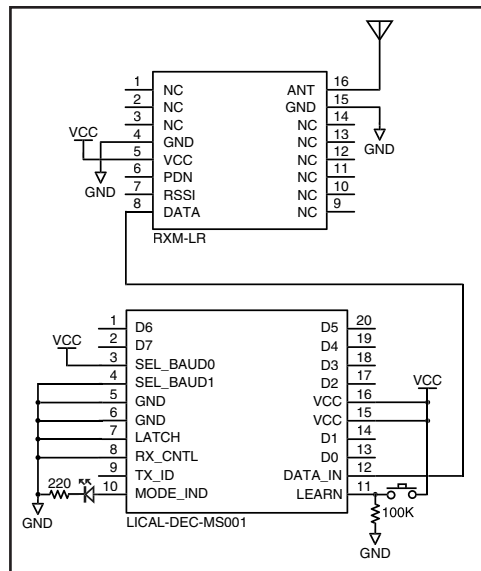 1 NC ANT 16
2 NC GND 15
3 NC NC 14
VCC 4 GND NC 13
5 VCC NC 12 GND
6 PDN NC 11
GND 7 RSSI NC 10
8 DATA NC 9
RXM-LR
1 D6 D5 20
2 D7 D4 19
VCC 3 SEL_BAUD0 D3 18
4 SEL_BAUD1 D2 17 VCC
5 GND VCC 16
6 GND VCC 15
7 LATCH D1 14
8 RX_CNTL D0 13
9 TX_ID DATA_IN 12
220 10 MODE_IND LEARN 11
GND LICAL-DEC-MS001 100K
GND